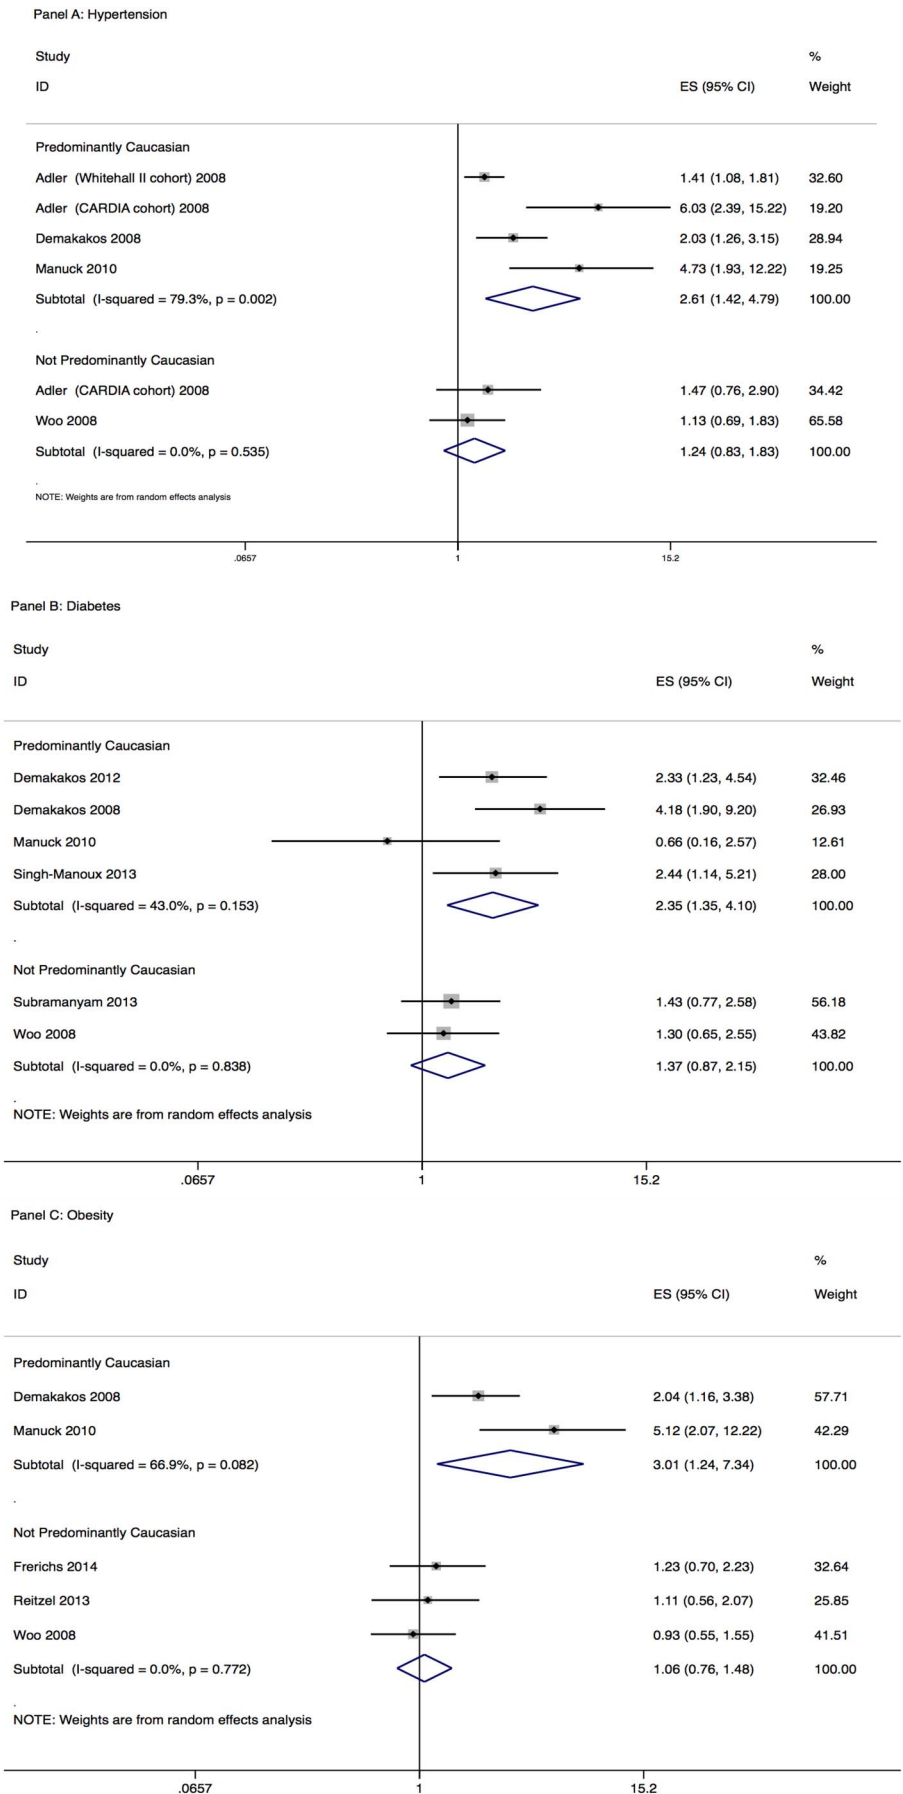 Panel A: Hypertension
Study %
ID ES (95% CI) Weight
Predominantly Caucasian
Adler (Whitehall II cohort) 2008 1.41 (1.08, 1.81) 32.60
Adler (CARDIA cohort) 2008 6.03 (2.39, 15.22) 19.20
Demakakos 2008 2.03 (1.26, 3.15) 28.94
Manuck 2010 4.73 (1.93, 12.22) 19.25
Subtotal (I-squared = 79.3%, p = 0.002) 2.61 (1.42, 4.79) 100.00
.
Not Predominantly Caucasian
Adler (CARDIA cohort) 2008 1.47 (0.76, 2.90) 34.42
Woo 2008 1.13 (0.69, 1.83) 65.58
Subtotal (I-squared = 0.0%, p = 0.535) 1.24 (0.83, 1.83) 100.00
.
NOTE: Weights are from random effects analysis
.0657 1 15.2
Panel B: Diabetes
Study %
ID ES (95% CI) Weight
Predominantly Caucasian
Demakakos 2012 2.33 (1.23, 4.54) 32.46
Demakakos 2008 4.18 (1.90, 9.20) 26.93
Manuck 2010 0.66 (0.16, 2.57) 12.61
Singh-Manoux 2013 2.44 (1.14, 5.21) 28.00
Subtotal (I-squared = 43.0%, p = 0.153) 2.35 (1.35, 4.10) 100.00
.
Not Predominantly Caucasian
Subramanyam 2013 1.43 (0.77, 2.58) 56.18
Woo 2008 1.30 (0.65, 2.55) 43.82
Subtotal (I-squared = 0.0%, p = 0.838) 1.37 (0.87, 2.15) 100.00
.
NOTE: Weights are from random effects analysis
.0657 1 15.2
Panel C: Obesity
Study %
ID ES (95% CI) Weight
Predominantly Caucasian
Demakakos 2008 2.04 (1.16, 3.38) 57.71
Manuck 2010 5.12 (2.07, 12.22) 42.29
Subtotal (I-squared = 66.9%, p = 0.082) 3.01 (1.24, 7.34) 100.00
.
Not Predominantly Caucasian
Frerichs 2014 1.23 (0.70, 2.23) 32.64
Reitzel 2013 1.11 (0.56, 2.07) 25.85
Woo 2008 0.93 (0.55, 1.55) 41.51
Subtotal (I-squared = 0.0%, p = 0.772) 1.06 (0.76, 1.48) 100.00
.
NOTE: Weights are from random effects analysis
.0657 1 15.2